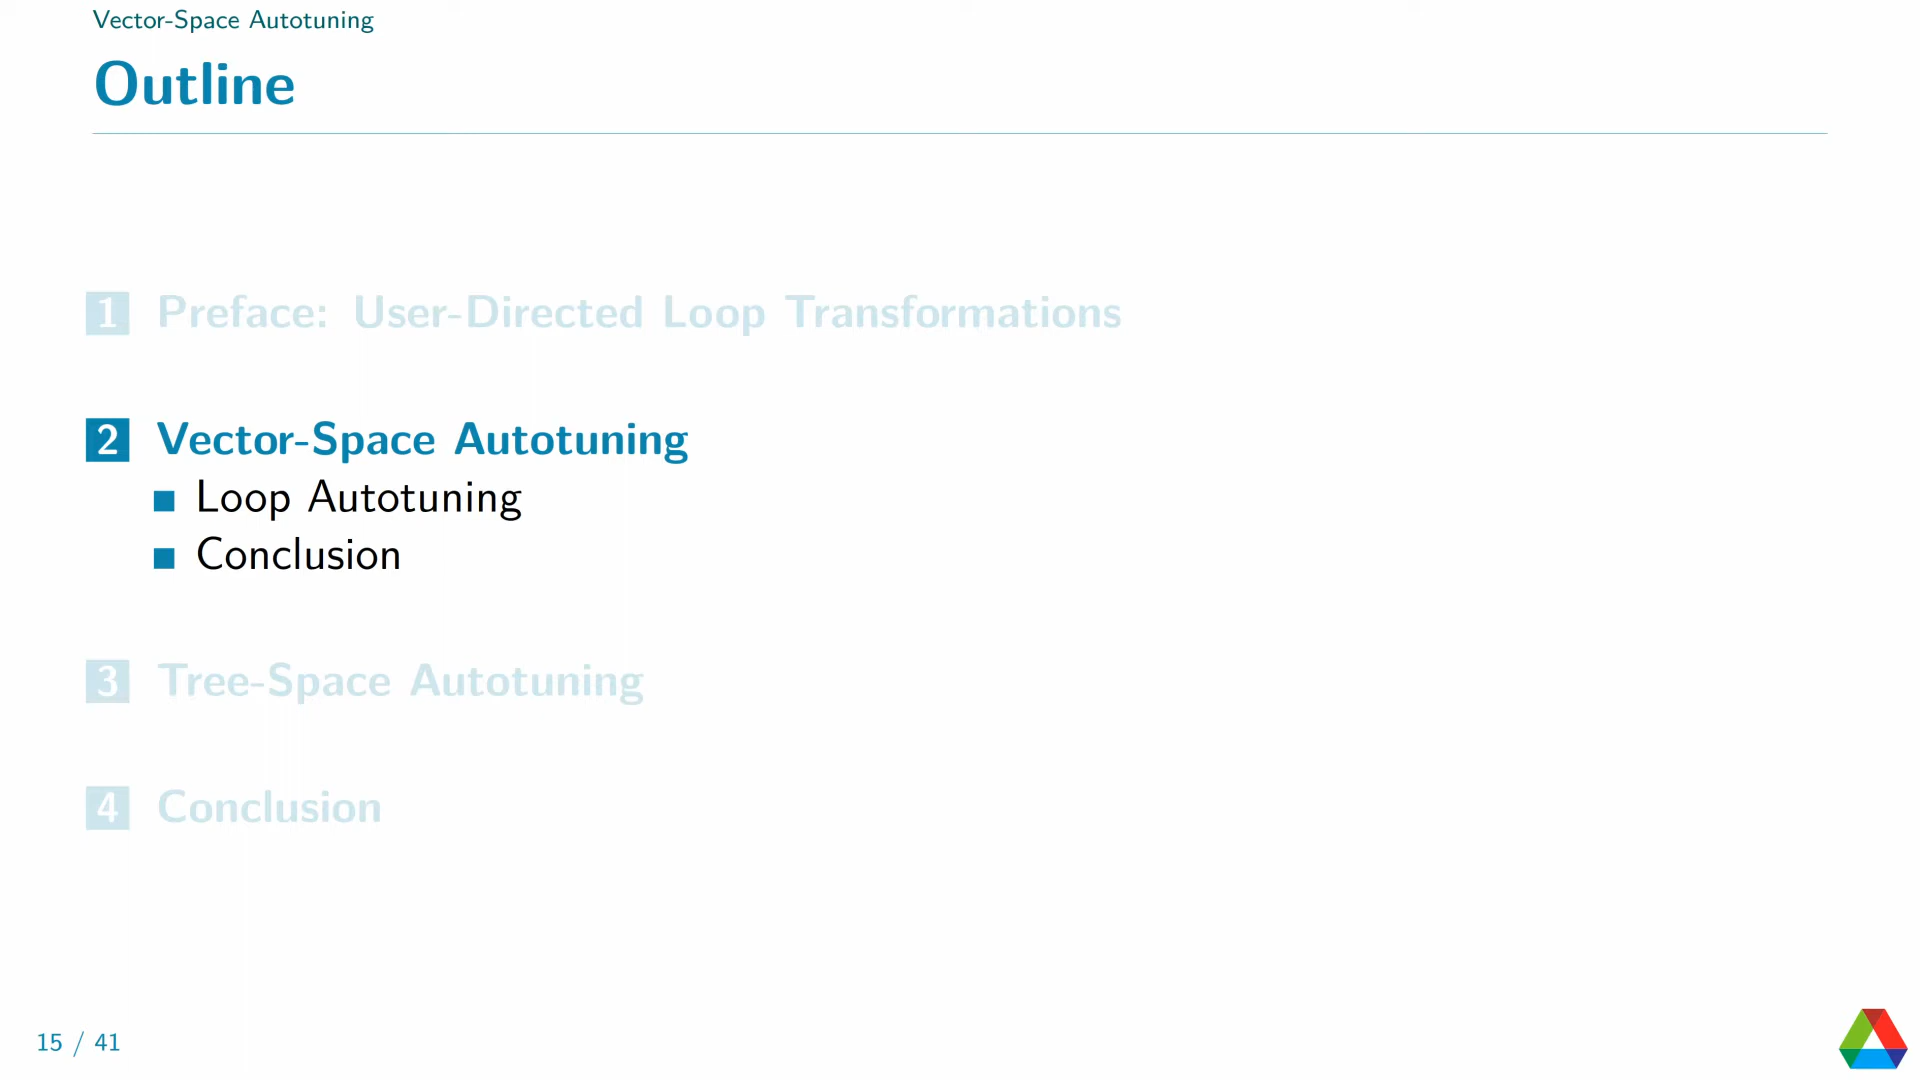 Vector-Space Autotuning
Outline
1 Preface: User-Directed Loop Transformations
2 Vector-Space Autotuning
Loop Autotuning
Conclusion
3 Tree-Space Autotuning
4 Conclusion
15 / 41